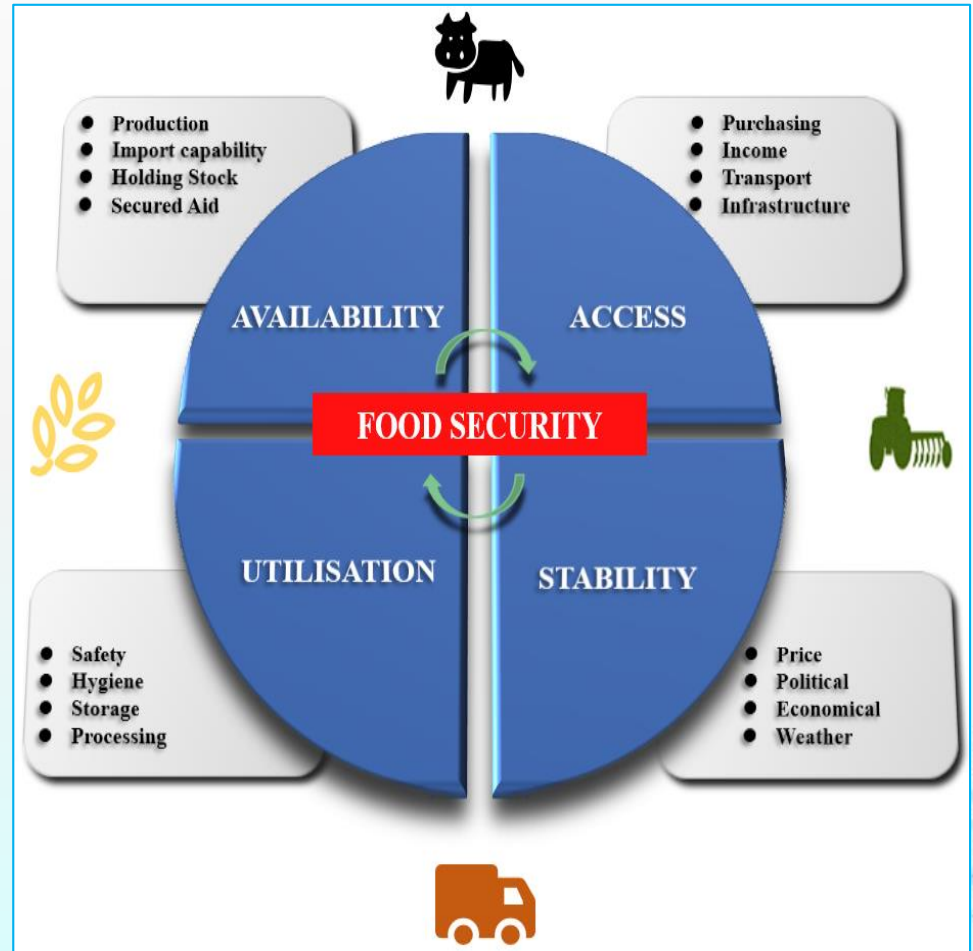 ● Production
● Import capability
● Holding Stock
● Secured Aid
● Purchasing
● Income
● Transport
● Infrastructure
AVAILABILITY
ACCESS
FOOD SECURITY
UTILISATION
STABILITY
● Safety
● Hygiene
● Storage
● Processing
● Price
● Political
● Economical
● Weather